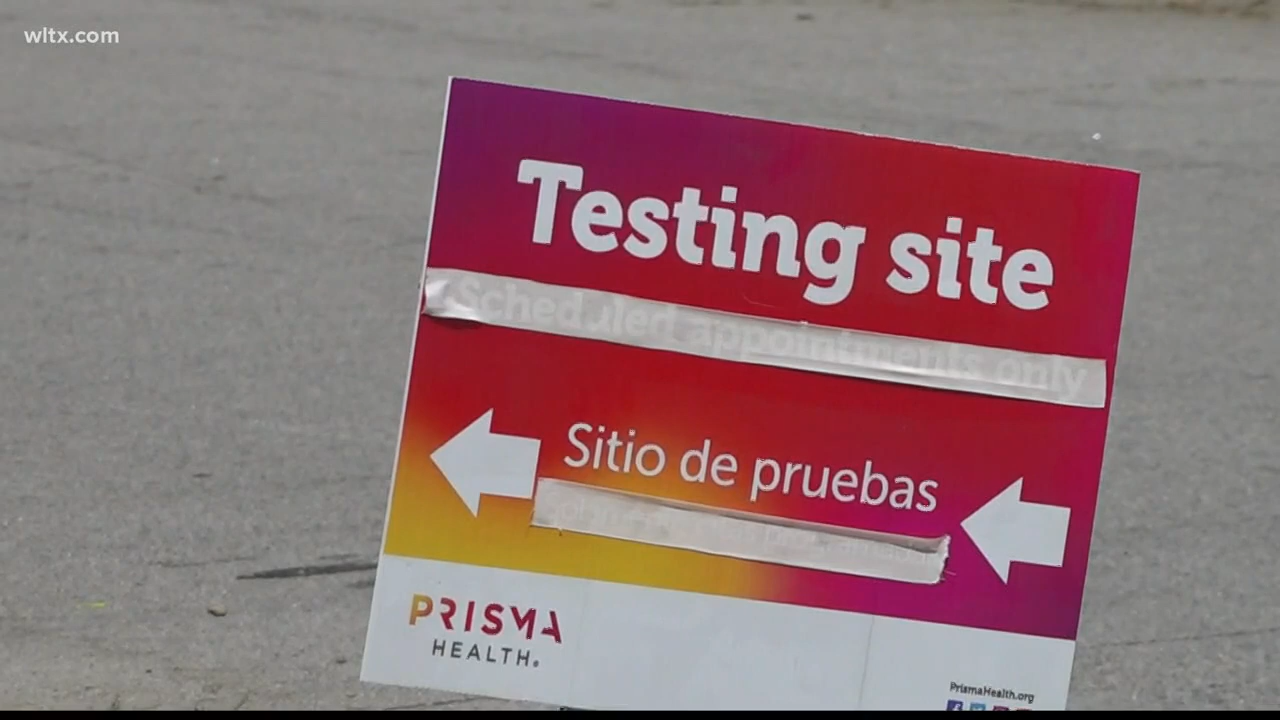 wltx.com
Testing site
Scheduled appointments only
Sitio de pruebas
PRISMA
HEALTH.
PrismaHealth.org